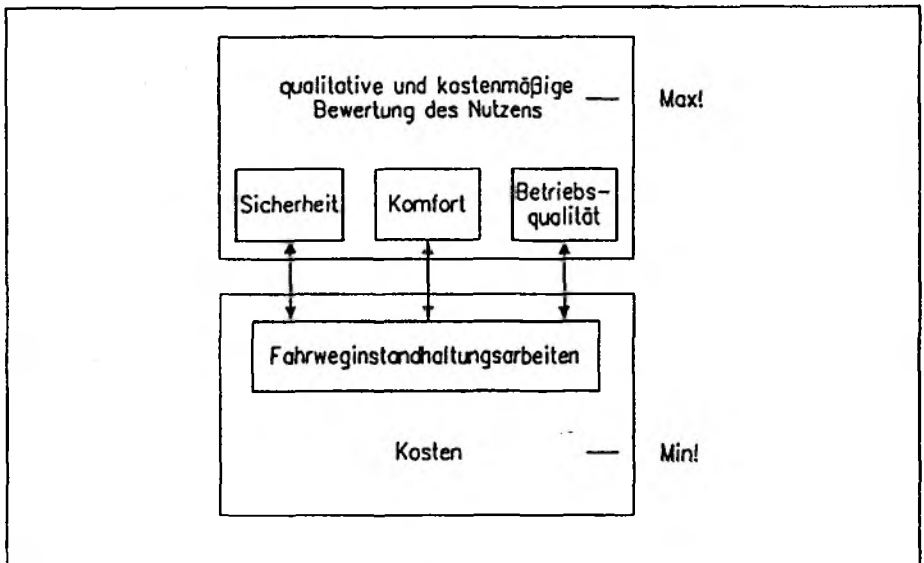 qualitative und kostenmäßige
Bewertung des Nutzens
Max!
Sicherheit
Komfort
Betriebs-
qualität
Fahrweginstandhaltungsarbeiten
Kosten
Min!